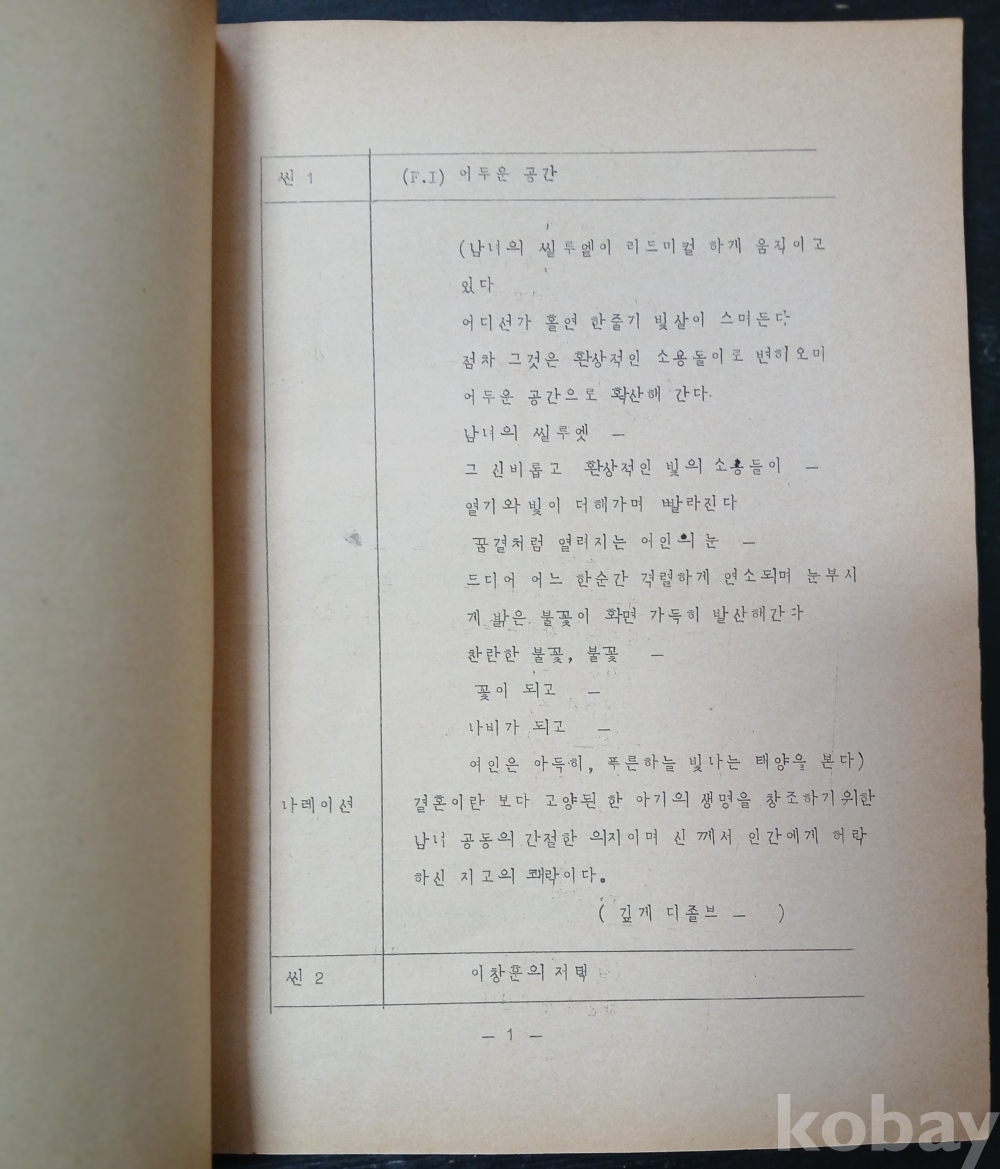 씬 1 (F.I) 어두운 공간
(남녀의 씰루엘이 리드미컬 하게 움직이고
있다
어디선가 홀연 한줄기 빛살이 스며든다
점차 그것은 환상적인 소용돌이로 변하오며
어두운 공간으로 확산해 간다.
남녀의 씰루엣 —
그 신비롭고 환상적인 빛의 소용돌이 —
열기와 빛이 더해가며 빨라진다
꿈결처럼 열려지는 여인의 눈 —
드디어 어느 한순간 격렬하게 연소되며 눈부시
게 밝은 불꽃이 화면 가득히 발산해간다
찬란한 불꽃, 불꽃 —
꽃이 되고 —
나비가 되고 —
여인은 아득히, 푸른하늘 빛나는 태양을 본다)
나레이션 결혼이란 보다 고양된 한 아기의 생명을 창조하기위한
남녀 공동의 간절한 의지이며 신 께서 인간에게 허락
하신 지고의 쾌락이다.
( 깊게 디졸브 — )
씬 2 이창훈의 저택
— 1 —
kobay